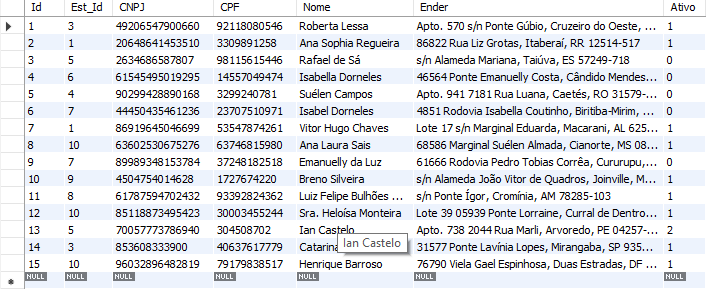 Id Est_Id CNPJ CPF Nome Ender Ativo
1 3 49206547900660 92118080546 Roberta Lessa Apto. 570 s/n Ponte Gúbio, Cruzeiro do Oeste, ... 1
2 1 20648641453510 3309891258 Ana Sophia Regueira 86822 Rua Liz Grotas, Itaberaí, RR 12514-517 1
3 5 2634686587807 98115615446 Rafael de Sá s/n Alameda Mariana, Taiúva, ES 57249-718 0
4 6 61545495019295 14557049474 Isabella Dorneles 46564 Ponte Emanuelly Costa, Cândido Mendes... 1
5 4 90299428890168 3299240781 Suélen Campos Apto. 941 7181 Rua Luana, Caetés, RO 31579-... 0
6 7 44450435461236 23707510971 Isabel Dorneles 4851 Rodovia Isabella Coutinho, Biritiba-Mirim, ... 0
7 1 86919645046699 53547874261 Vitor Hugo Chaves Lote 17 s/n Marginal Eduarda, Macarani, AL 625... 1
8 10 63602530675276 63746815980 Ana Laura Sais 68584 Marginal Suélen Almada, Cianorte, MS 08... 1
9 7 89989348153784 37248182518 Emanuelly da Luz 61666 Rodovia Pedro Tobias Corrêa, Cururupu,... 0
10 9 4504754014628 1727674220 Breno Silveira s/n Alameda João Vitor de Quadros, Joinville, M... 1
11 8 61787594702432 93392824362 Luiz Felipe Bulhões ... s/n Ponte Ígor, Cromínia, AM 78285-103 1
12 10 85118873495423 30003455244 Sra. Heloísa Monteira Lote 39 05939 Ponte Lorraine, Curral de Dentro... 1
13 5 70057773786940 304508702 Ian Castelo Apto. 738 2044 Rua Marli, Arvoredo, PE 04257-... 2
14 3 853608333900 40637617779 Catarina Ian Castelo 31577 Ponte Lavínia Lopes, Mirangaba, SP 935... 1
15 10 96032896482819 79179838517 Henrique Barroso 76790 Viela Gael Espinhosa, Duas Estradas, DF ... 1
NULL NULL NULL NULL NULL NULL NULL